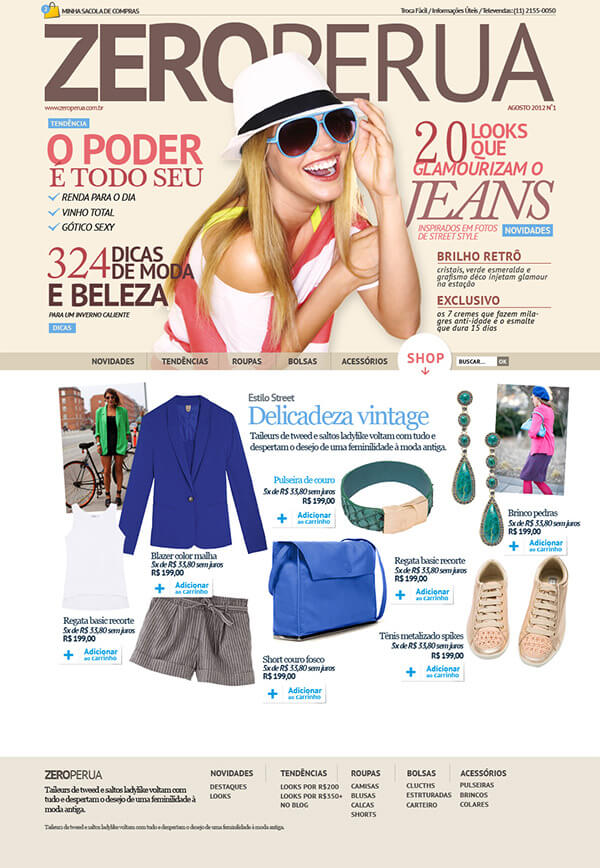 2
MINHA SACOLA DE COMPRAS
Troca Fácil / Informações Úteis / Televendas: (11) 2155-0050
ZEROPERUA
www.zeroperua.com.br
AGOSTO 2012 Nº1
TENDÊNCIA
O PODER
É TODO SEU
RENDA PARA O DIA
VINHO TOTAL
GÓTICO SEXY
324 DICAS
DE MODA
E BELEZA
PARA UM INVERNO CALIENTE
DICAS
20 LOOKS
QUE
GLAMOURIZAM O
JEANS
INSPIRADOS EM FOTOS
DE STREET STYLE
NOVIDADES
BRILHO RETRÔ
cristais, verde esmeralda e
grafismo déco injetam glamour
na estação
EXCLUSIVO
os 7 cremes que fazem mila-
gres anti-idade e o esmalte
que dura 15 dias
NOVIDADES
TENDÊNCIAS
ROUPAS
BOLSAS
ACESSÓRIOS
SHOP
BUSCAR...
OK
Estilo Street
Delicadeza vintage
Taileurs de tweed e saltos ladylike voltam com tudo e
despertam o desejo de uma feminilidade à moda antiga.
Pulseira de couro
5x de R$ 33,80 sem juros
R$ 199,00
+ Adicionar
ao carrinho
Brinco pedras
5x de R$ 33,80 sem juros
R$ 199,00
+ Adicionar
ao carrinho
Blazer color malha
5x de R$ 33,80 sem juros
R$ 199,00
+ Adicionar
ao carrinho
Regata basic recorte
5x de R$ 33,80 sem juros
R$ 199,00
+ Adicionar
ao carrinho
Regata basic recorte
5x de R$ 33,80 sem juros
R$ 199,00
+ Adicionar
ao carrinho
Tênis metalizado spikes
5x de R$ 33,80 sem juros
R$ 199,00
+ Adicionar
ao carrinho
Short couro fosco
5x de R$ 33,80 sem juros
R$ 199,00
+ Adicionar
ao carrinho
ZEROPERUA
Taileurs de tweed e saltos ladylike voltam com
tudo e despertam o desejo de uma feminilidade à
moda antiga.
Taileurs de tweed e saltos ladylike voltam com tudo e despertam o desejo de uma feminilidade à moda antiga.
NOVIDADES
DESTAQUES
LOOKS
TENDÊNCIAS
LOOKS POR R$200
LOOKS POR R$350+
NO BLOG
ROUPAS
CAMISAS
BLUSAS
CALCAS
SHORTS
BOLSAS
CLUCTHS
ESTRTURADAS
CARTEIRO
ACESSÓRIOS
PULSEIRAS
BRINCOS
COLARES